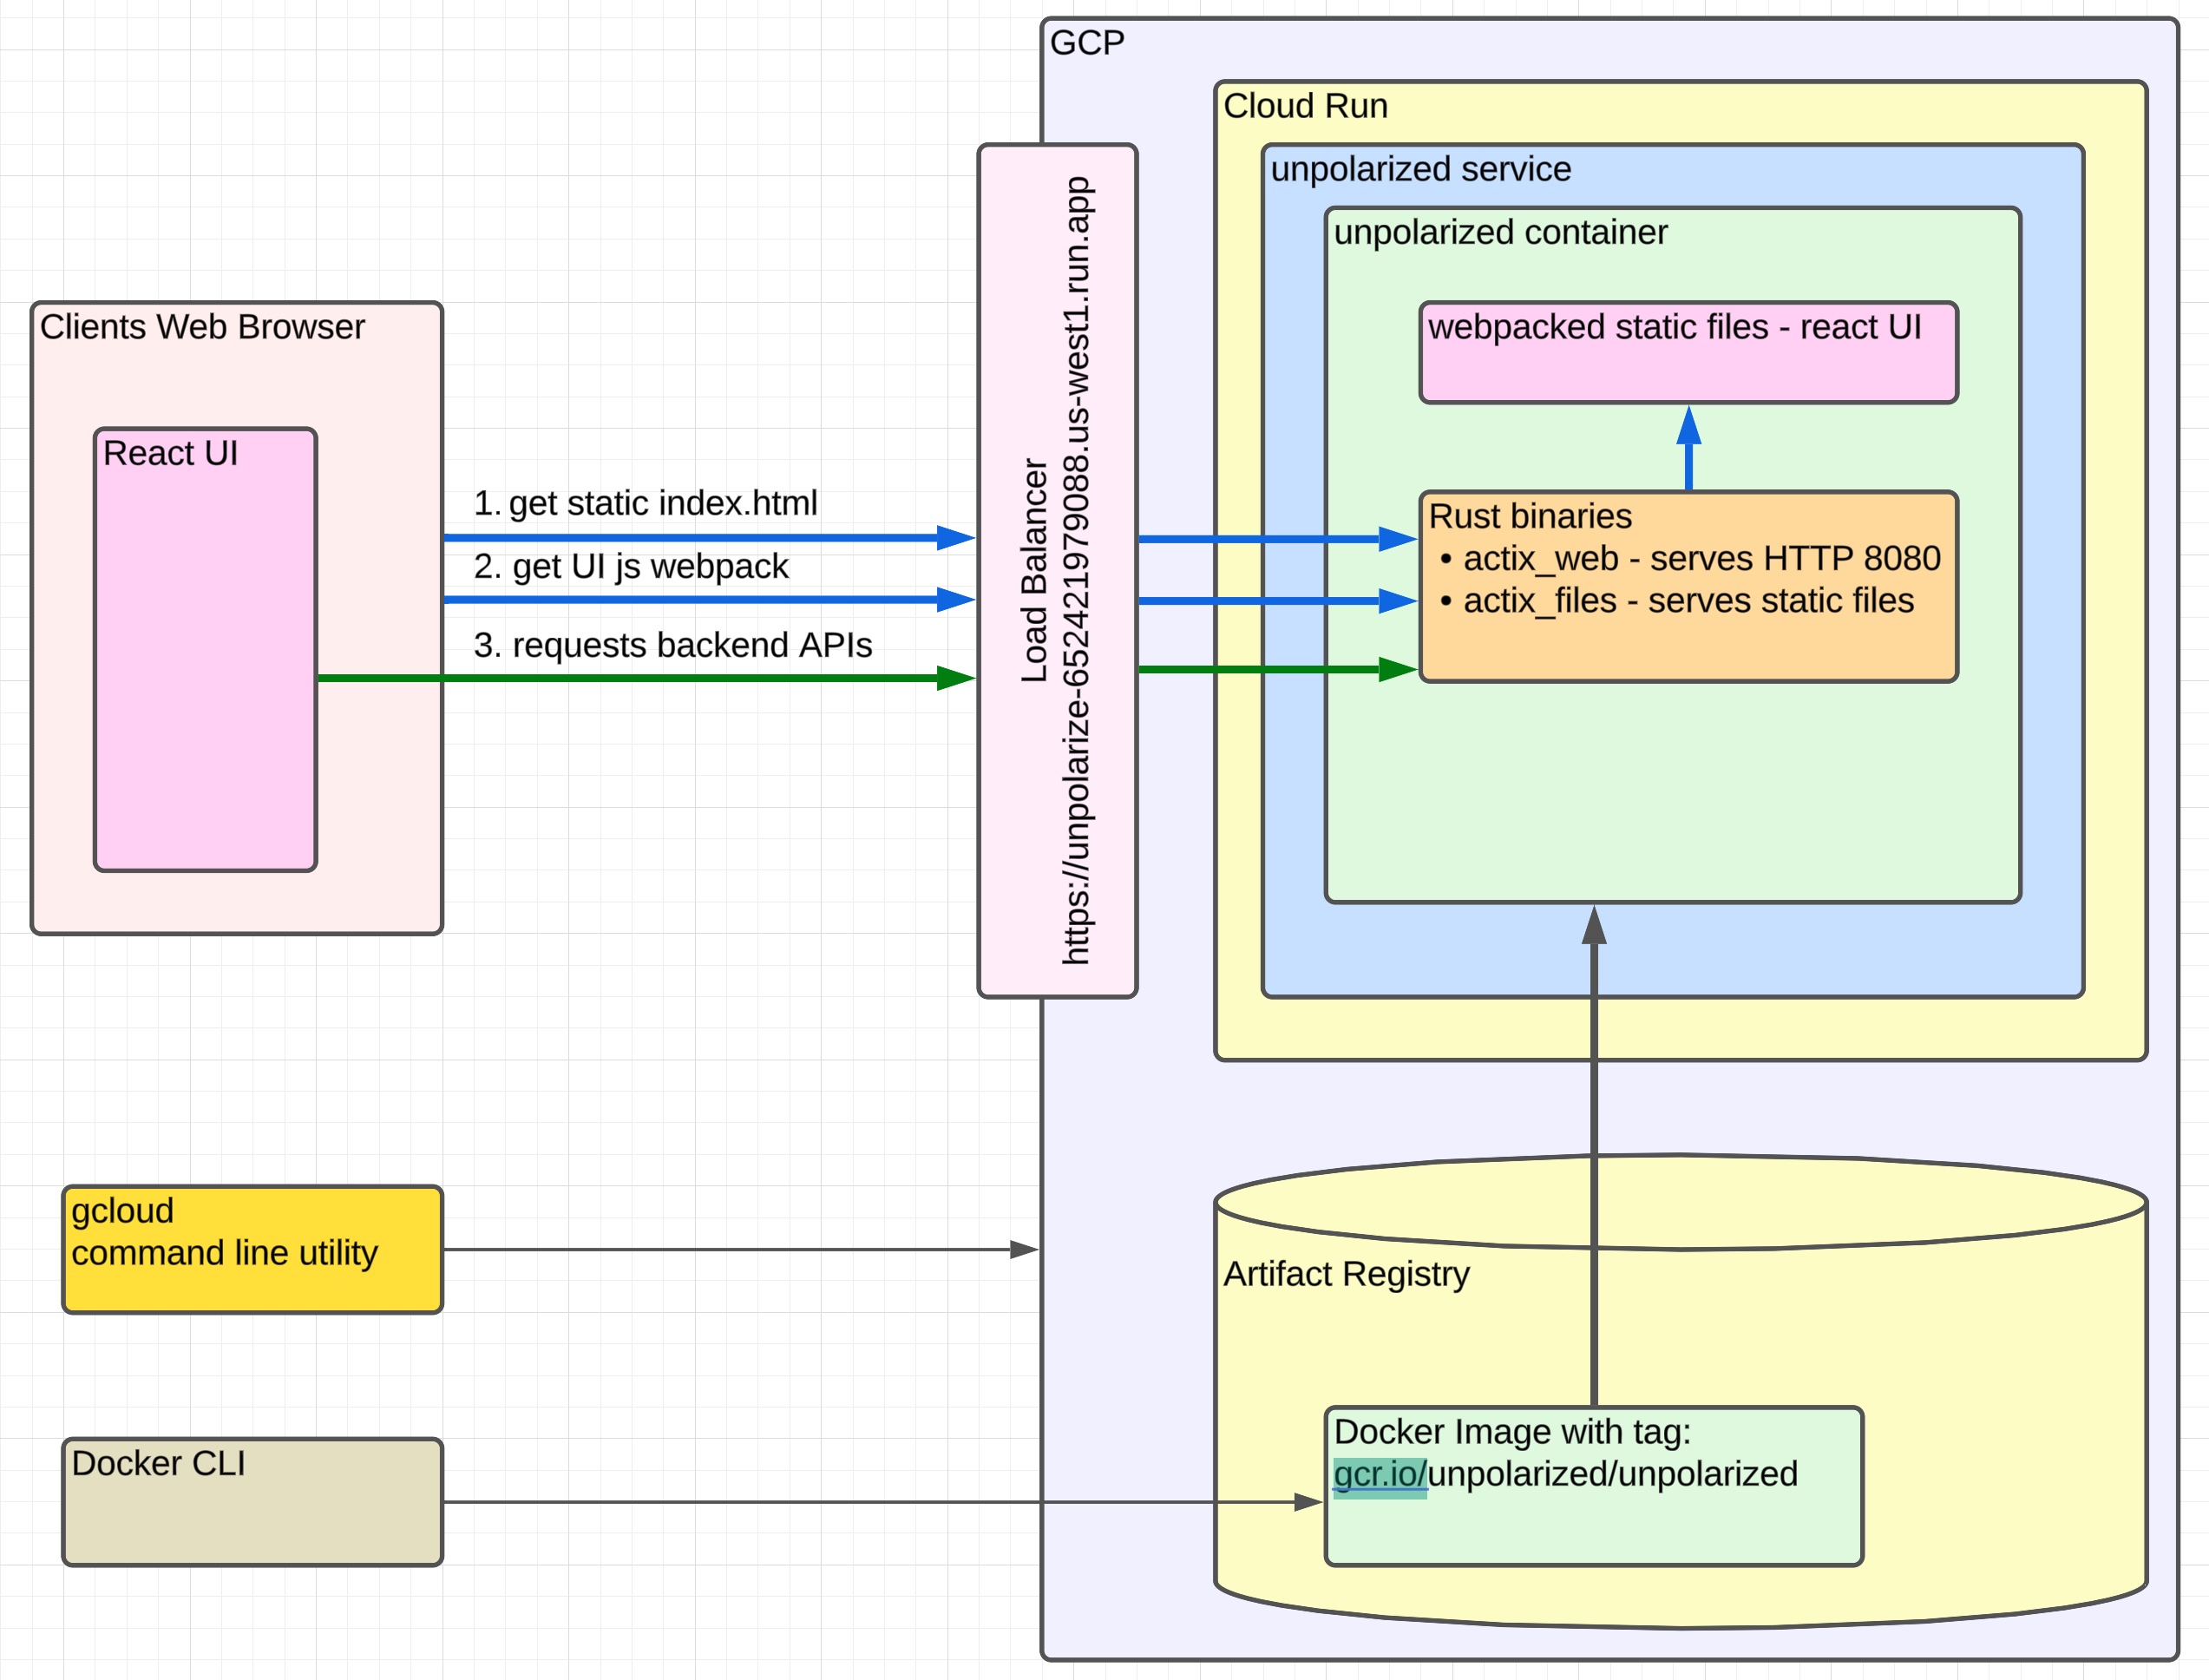 GCP
Cloud Run
unpolarized service
unpolarized container
webpacked static files - react UI
Clients Web Browser
React UI
1. get static index.html
2. get UI js webpack
3. requests backend APIs
Load Balancer
https://unpolarize-652421979088.us-west1.run.app
Rust binaries
• actix_web - serves HTTP 8080
• actix_files - serves static files
gcloud
command line utility
Artifact Registry
Docker CLI
Docker Image with tag:
gcr.io/unpolarized/unpolarized